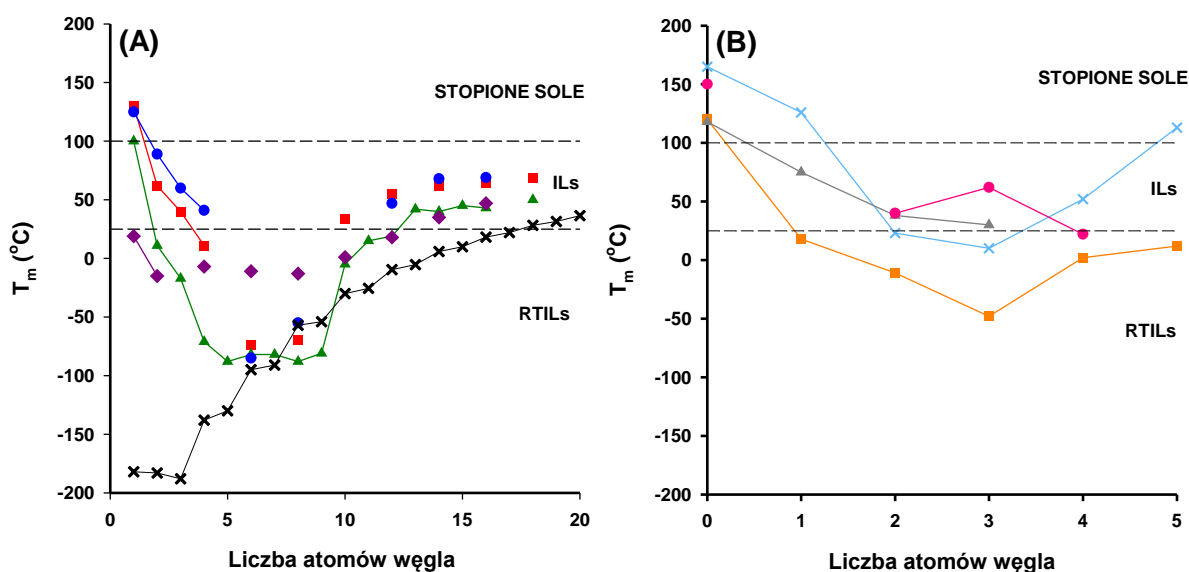 (A)
200
150
100
50
0
-50
-100
-150
-200
T_m (°C)
STOPIONE SOLE
ILs
RTILs
0 5 10 15 20
Liczba atomów węgla
(B)
200
150
100
50
0
-50
-100
-150
-200
T_m (°C)
STOPIONE SOLE
ILs
RTILs
0 1 2 3 4 5
Liczba atomów węgla